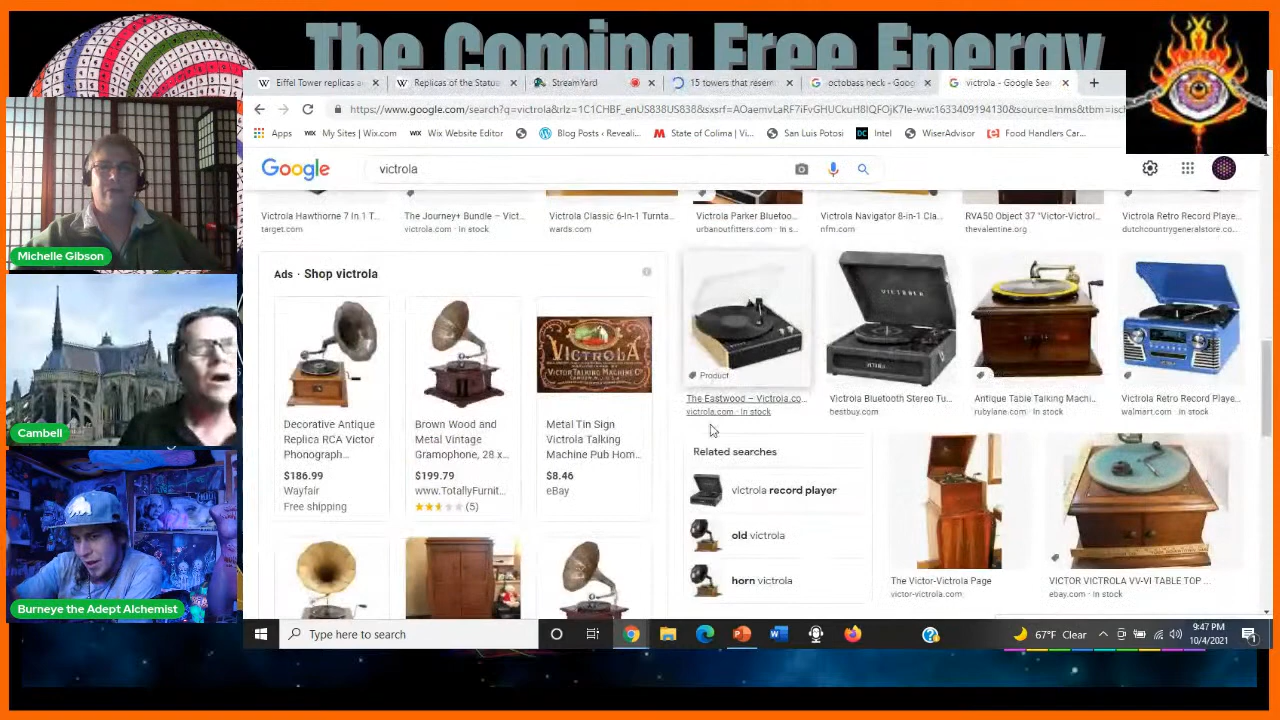 The Coming Free Energy
Eiffel Tower replicas a
Replicas of the Statue
StreamYard
15 towers that resem
octobass neck - Goog
victrola - Google Sea
https://www.google.com/search?q=victrola&rlz=1C1CHBF_enUS838US838&sxsrf=
Apps
My Sites | Wix.com
Wix Website Editor
Blog Posts ‹ Reveali...
State of Colima | Vi...
San Luis Potosi
Intel
WiserAdvisor
Food Handlers Car...
Google
victrola
Victrola Hawthorne 7 In 1 T...
target.com
The Journey+ Bundle – Vict...
victrola.com · In stock
Victrola Classic 6-In-1 Turnta...
wards.com
Victrola Parker Bluetoo...
urbanoutfitters.com · In s...
Victrola Navigator 8-in-1 Cla...
nfm.com
RVA50 Object 37 "Victor-Victrol...
thevalentine.org
Victrola Retro Record Playe...
dutchcountrygeneralstore.co...
Michelle Gibson
Ads · Shop victrola
VICTROLA
Decorative Antique
Replica RCA Victor
Phonograph...
$186.99
Wayfair
Free shipping
Brown Wood and
Metal Vintage
Gramophone, 28 x...
$199.79
www.TotallyFurnit...
(5)
Metal Tin Sign
Victrola Talking
Machine Pub Hom...
$8.46
eBay
Product
The Eastwood – Victrola.co...
victrola.com · In stock
VICTROLA
Victrola Bluetooth Stereo Tu...
bestbuy.com
Antique Table Talking Machi...
rubylane.com · In stock
Victrola Retro Record Playe...
walmart.com · In stock
Cambell
Related searches
victrola record player
old victrola
horn victrola
The Victor-Victrola Page
victor-victrola.com
VICTOR VICTROLA VV-VI TABLE TOP ...
ebay.com · In stock
Burneye the Adept Alchemist
Type here to search
67°F Clear
9:47 PM
10/4/2021